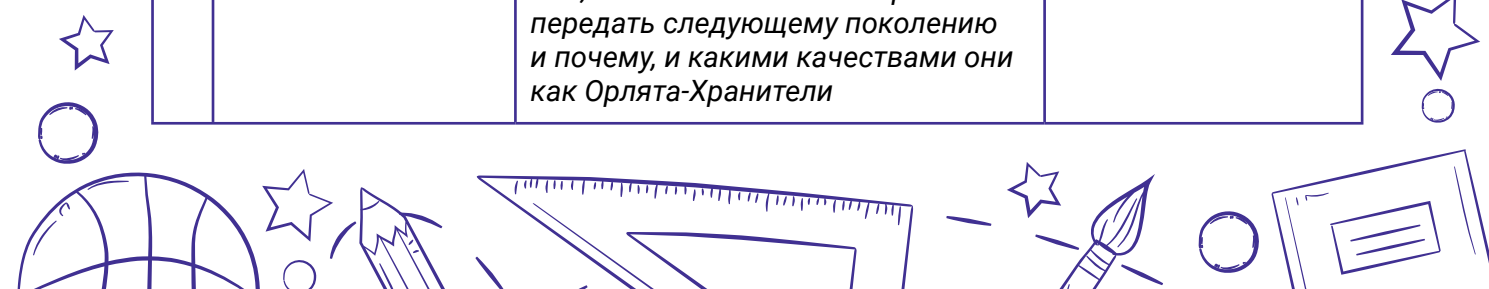 передать следующему поколению
и почему, и какими качествами они
как Орлята-Хранители